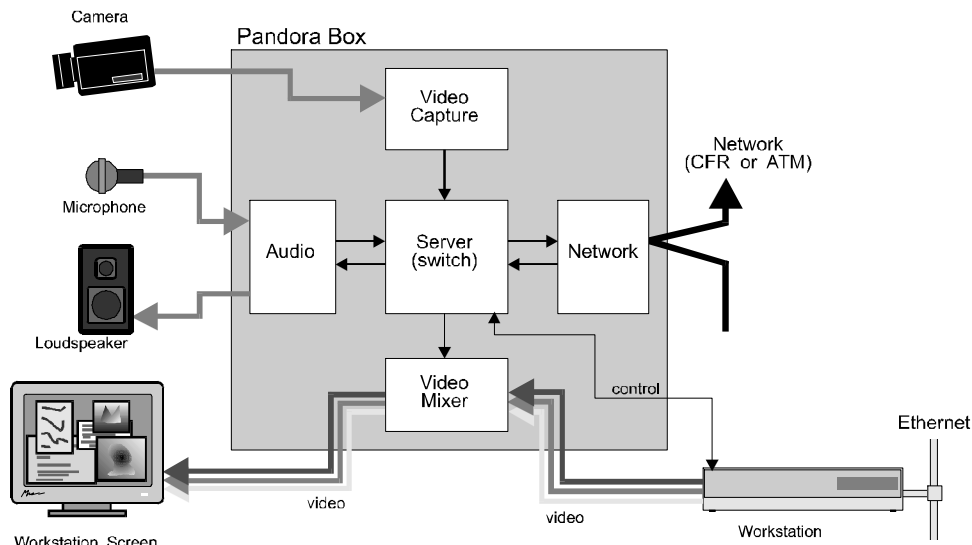 Camera
Pandora Box
Video
Capture
Network
(CFR or ATM)
Microphone
Audio
Server
(switch)
Network
Loudspeaker
Video
Mixer
control
Ethernet
video
video
Workstation
Workstation Screen